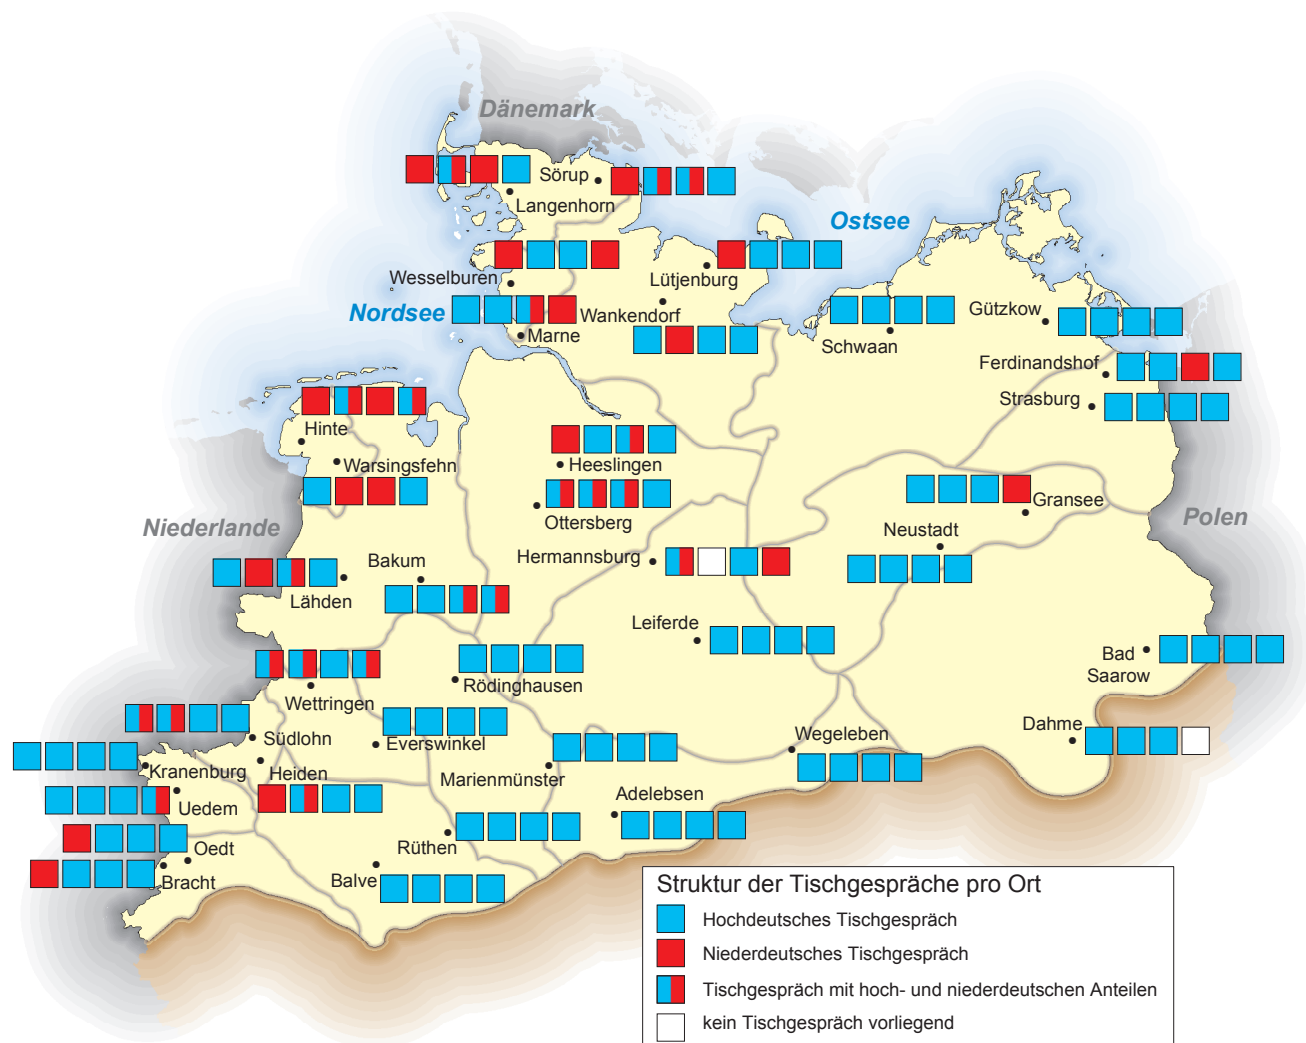 Dänemark
Sörup
Langenhorn
Ostsee
Wesselburen
Lütjenburg
Nordsee
Wankendorf
Marne
Schwaan
Gützkow
Ferdinandshof
Strasburg
Hinte
Warsingsfehn
Heeslingen
Niederlande
Ottersberg
Gransee
Polen
Neustadt
Hermannsburg
Bakum
Lähden
Leiferde
Bad
Saarow
Rödinghausen
Wettringen
Dahme
Südlohn
Everswinkel
Wegeleben
Kranenburg
Heiden
Marienmünster
Uedem
Adelebsen
Oedt
Rüthen
Bracht
Balve
Struktur der Tischgespräche pro Ort
Hochdeutsches Tischgespräch
Niederdeutsches Tischgespräch
Tischgespräch mit hoch- und niederdeutschen Anteilen
kein Tischgespräch vorliegend